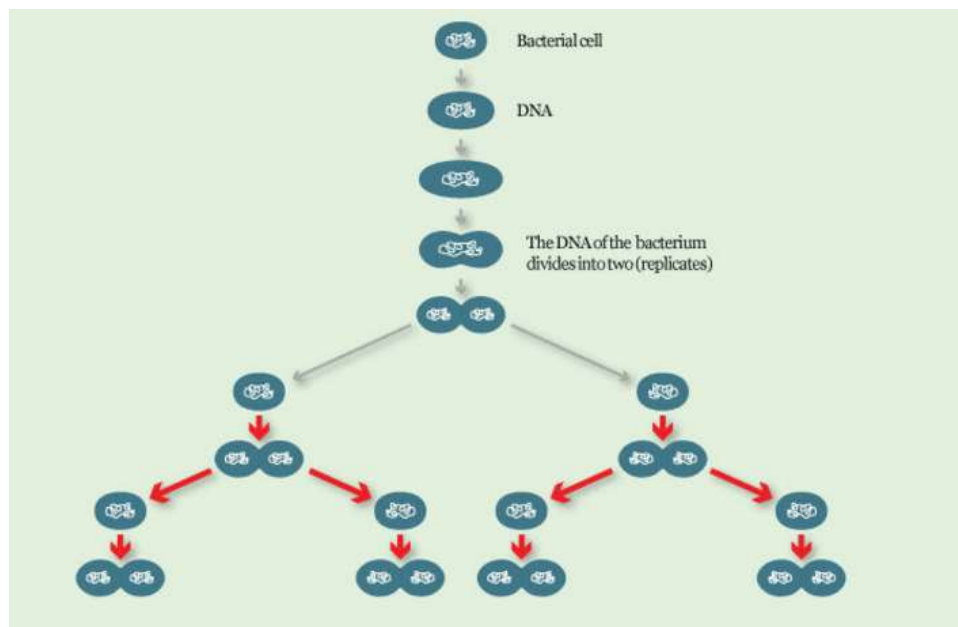 Bacterial cell
DNA
The DNA of the bacterium
divides into two (replicates)